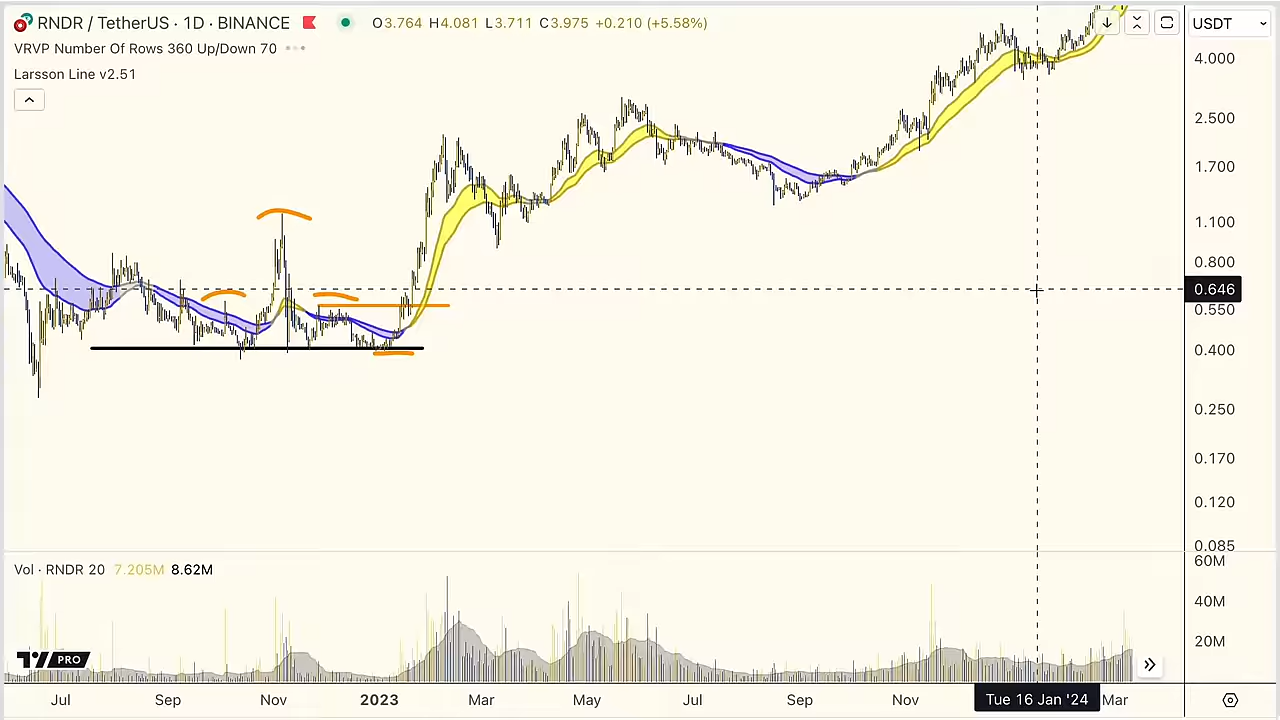 RNDR / TetherUS · 1D · BINANCE O3.764 H4.081 L3.711 C3.975 +0.210 (+5.58%)
USDT
VRVP Number Of Rows 360 Up/Down 70
Larsson Line v2.51
4.000
2.500
1.700
1.100
0.800
0.646
0.550
0.400
0.250
0.170
0.120
0.085
Vol · RNDR 20 7.205M 8.62M
60M
40M
20M
PRO
Jul Sep Nov 2023 Mar May Jul Sep Nov Tue 16 Jan '24 Mar